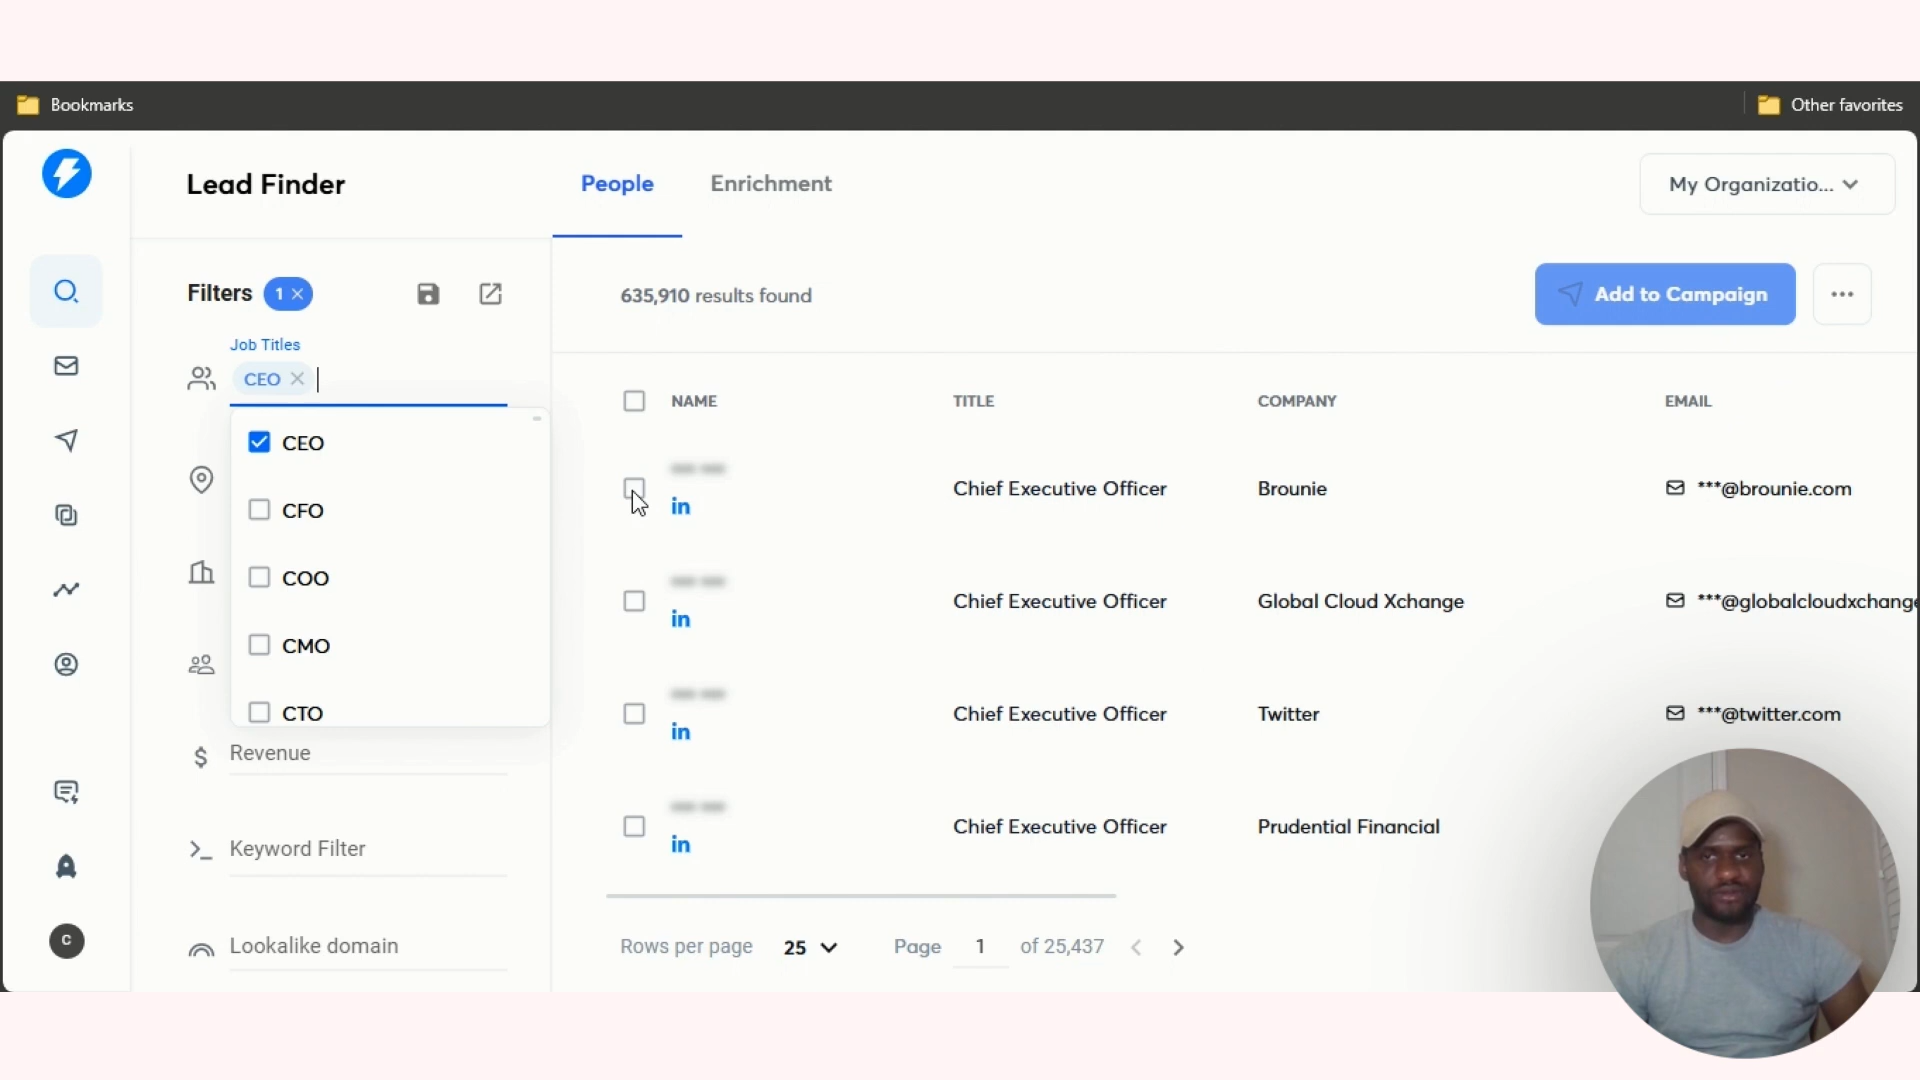 Bookmarks
Other favorites
Lead Finder
People
Enrichment
My Organizatio...
Filters
1 ×
635,910 results found
Add to Campaign
...
Job Titles
CEO
CEO
CFO
COO
CMO
CTO
Revenue
Keyword Filter
Lookalike domain
NAME
TITLE
COMPANY
EMAIL
in
Chief Executive Officer
Brounie
***@brounie.com
in
Chief Executive Officer
Global Cloud Xchange
***@globalcloudxchange
in
Chief Executive Officer
Twitter
***@twitter.com
in
Chief Executive Officer
Prudential Financial
Rows per page
25
Page
1
of 25,437
C